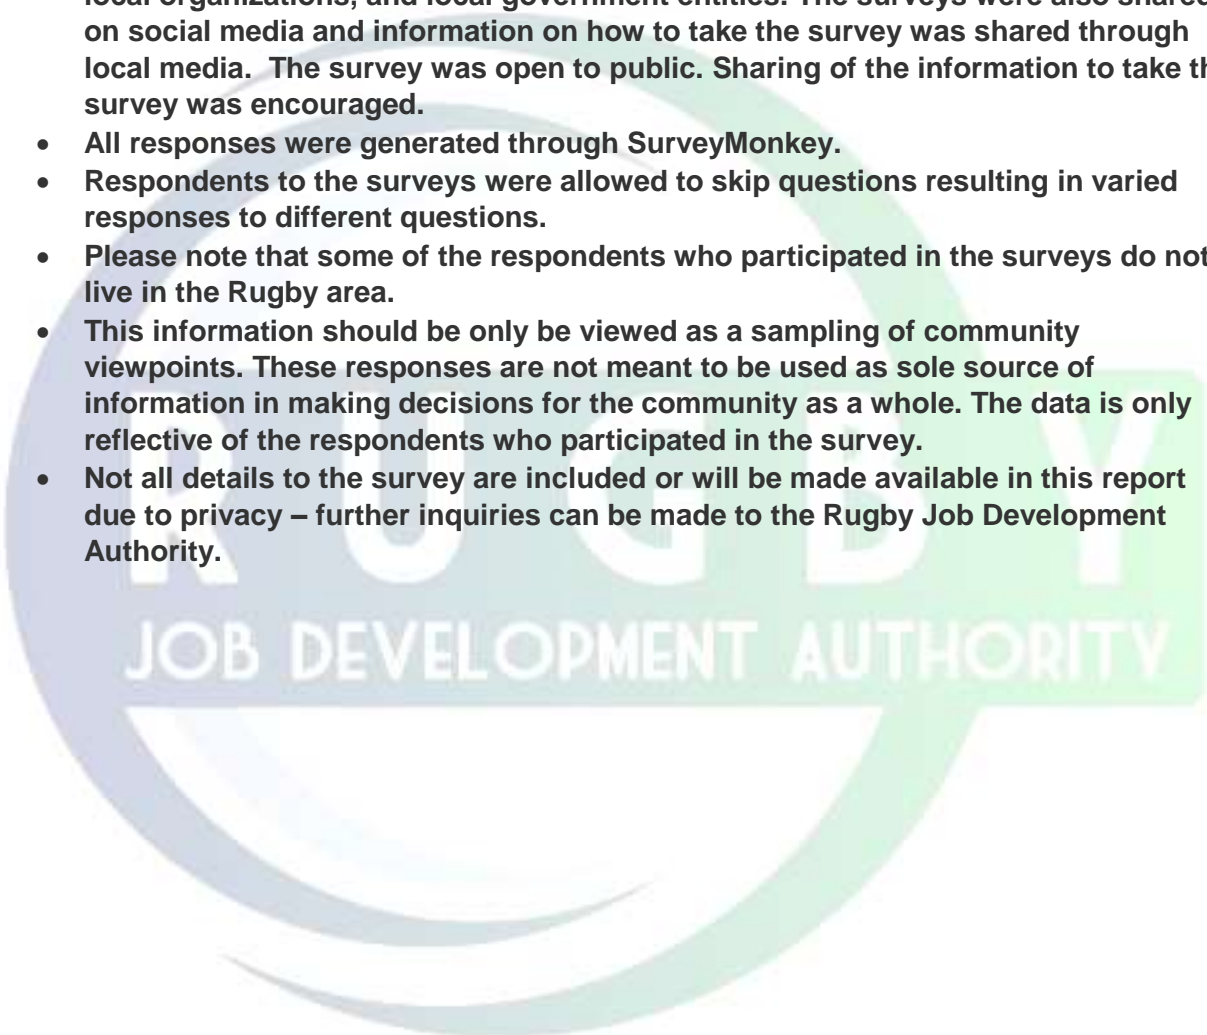 local organizations, and local government entities. The surveys were also shared
on social media and information on how to take the survey was shared through
local media.  The survey was open to public. Sharing of the information to take th
survey was encouraged.
• All responses were generated through SurveyMonkey.
• Respondents to the surveys were allowed to skip questions resulting in varied
responses to different questions.
• Please note that some of the respondents who participated in the surveys do not
live in the Rugby area.
• This information should be only be viewed as a sampling of community
viewpoints. These responses are not meant to be used as sole source of
information in making decisions for the community as a whole. The data is only
reflective of the respondents who participated in the survey.
• Not all details to the survey are included or will be made available in this report
due to privacy – further inquiries can be made to the Rugby Job Development
Authority.
RUGBY
JOB DEVELOPMENT AUTHORITY